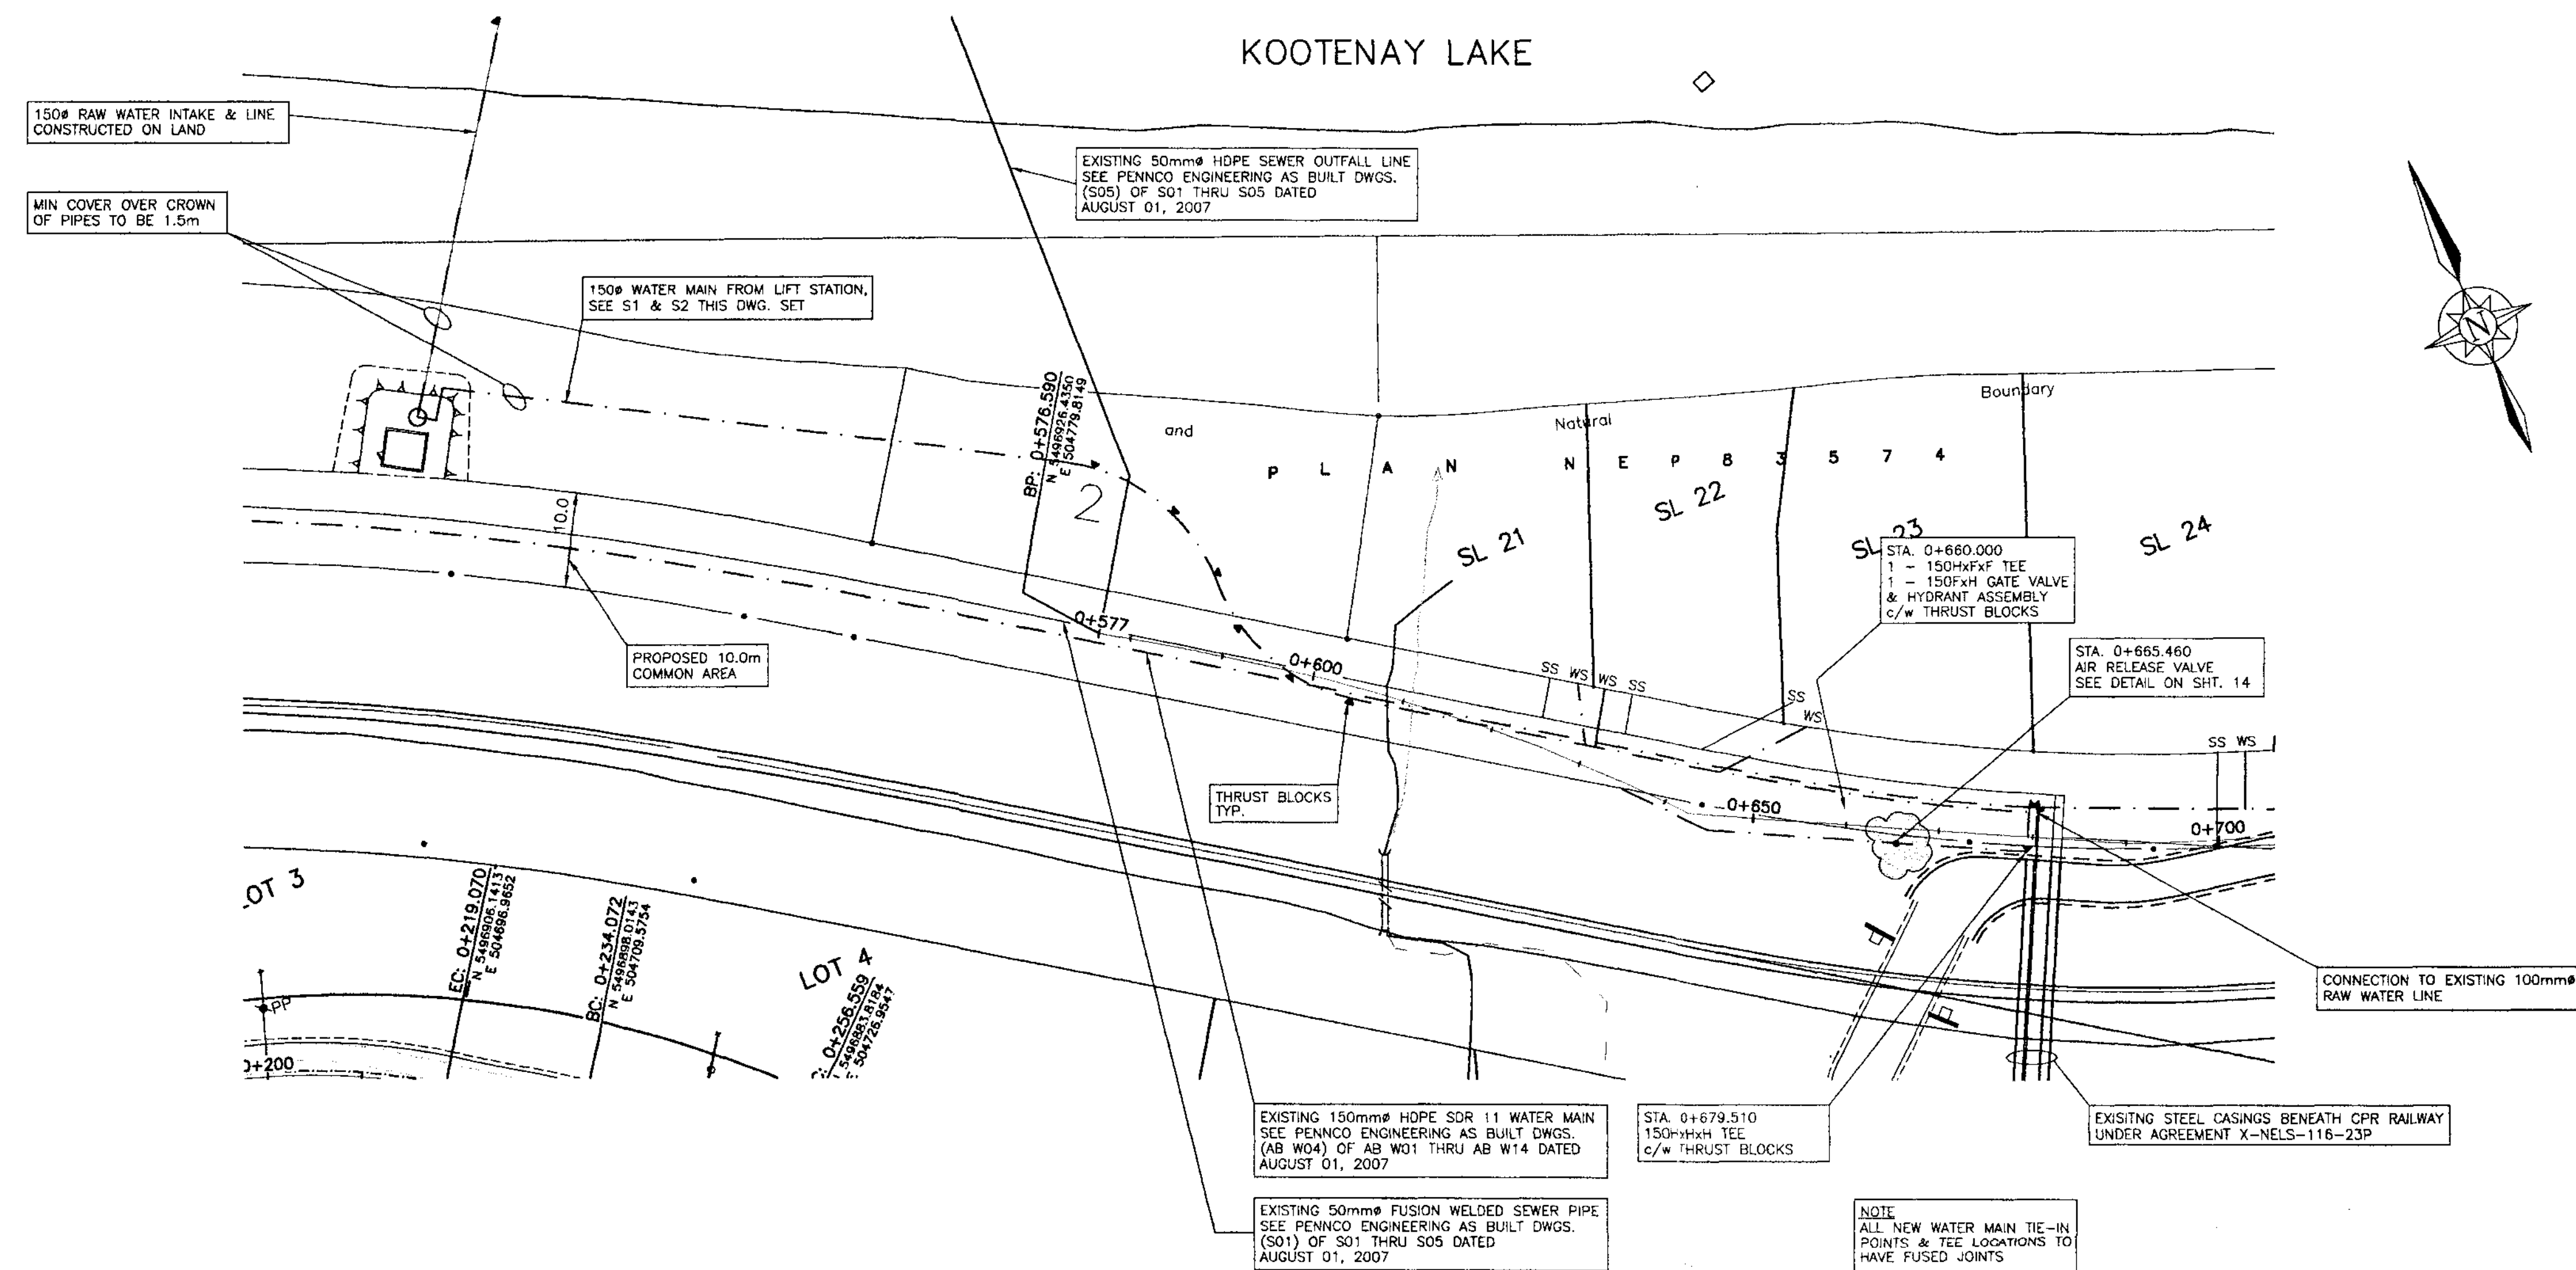 KOOTENAY LAKE
150ø RAW WATER INTAKE & LINE
CONSTRUCTED ON LAND
EXISTING 50mmø HDPE SEWER OUTFALL LINE
SEE PENNCO ENGINEERING AS BUILT DWGS.
(S05) OF S01 THRU S05 DATED
AUGUST 01, 2007
MIN COVER OVER CROWN
OF PIPES TO BE 1.5m
150ø WATER MAIN FROM LIFT STATION,
SEE S1 & S2 THIS DWG. SET
N
BP: 0+576.590
N 5496926.4350
E 504779.8149
2
and
Natural
Boundary
PLAN NEP83574
SL 21
SL 22
SL 23
SL 24
STA. 0+660.000
1 - 150HxFxF TEE
1 - 150FxH GATE VALVE
& HYDRANT ASSEMBLY
c/w THRUST BLOCKS
10.0
0+577
PROPOSED 10.0m
COMMON AREA
0+600
SS WS WS SS
SS
WS
STA. 0+665.460
AIR RELEASE VALVE
SEE DETAIL ON SHT. 14
SS WS
THRUST BLOCKS
TYP.
0+650
0+700
LOT 3
EC: 0+219.070
N 5496906.1413
E 504696.9652
BC: 0+234.072
N 5496898.0143
E 504709.5754
LOT 4
0+256.559
5496883.8184
504726.9547
PP
0+200
CONNECTION TO EXISTING 100mmø
RAW WATER LINE
EXISTING 150mmø HDPE SDR 11 WATER MAIN
SEE PENNCO ENGINEERING AS BUILT DWGS.
(AB W04) OF AB W01 THRU AB W14 DATED
AUGUST 01, 2007
STA. 0+679.510
150HxHxH TEE
c/w THRUST BLOCKS
EXISITNG STEEL CASINGS BENEATH CPR RAILWAY
UNDER AGREEMENT X-NELS-116-23P
EXISTING 50mmø FUSION WELDED SEWER PIPE
SEE PENNCO ENGINEERING AS BUILT DWGS.
(S01) OF S01 THRU S05 DATED
AUGUST 01, 2007
NOTE
ALL NEW WATER MAIN TIE-IN
POINTS & TEE LOCATIONS TO
HAVE FUSED JOINTS